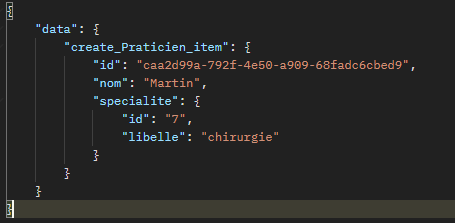 {
    "data": {
        "create_Praticien_item": {
            "id": "caa2d99a-792f-4e50-a909-68fadc6cbed9",
            "nom": "Martin",
            "specialite": {
                "id": "7",
                "libelle": "chirurgie"
            }
        }
    }
}